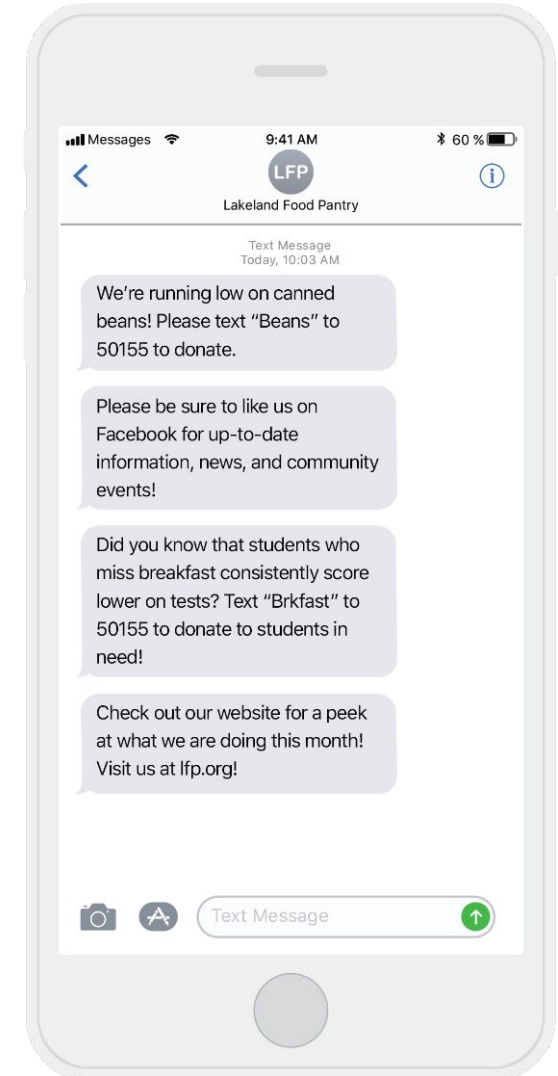 Messages 9:41 AM 60 %
LFP
Lakeland Food Pantry
Text Message
Today, 10:03 AM
We’re running low on canned
beans! Please text “Beans” to
50155 to donate.
Please be sure to like us on
Facebook for up-to-date
information, news, and community
events!
Did you know that students who
miss breakfast consistently score
lower on tests? Text “Brkfast” to
50155 to donate to students in
need!
Check out our website for a peek
at what we are doing this month!
Visit us at lfp.org!
Text Message